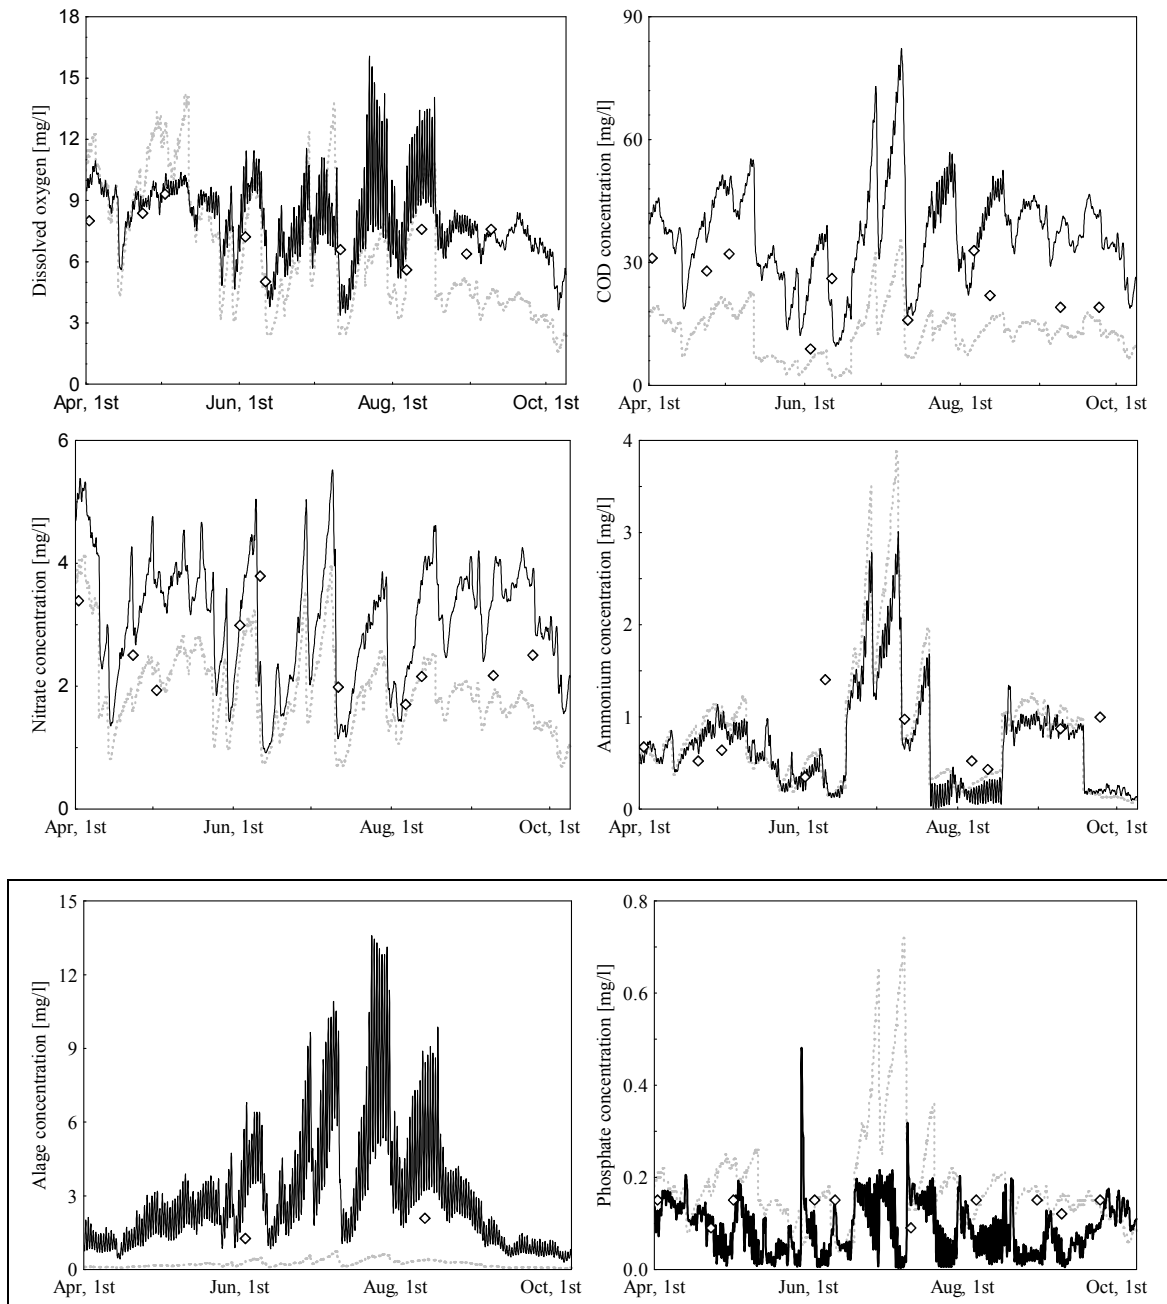 Dissolved oxygen [mg/l]
18
15
12
9
6
3
0
Apr, 1st Jun, 1st Aug, 1st Oct, 1st
COD concentration [mg/l]
90
60
30
0
Apr, 1st Jun, 1st Aug, 1st Oct, 1st
Nitrate concentration [mg/l]
6
4
2
0
Apr, 1st Jun, 1st Aug, 1st Oct, 1st
Ammonium concentration [mg/l]
4
3
2
1
0
Apr, 1st Jun, 1st Aug, 1st Oct, 1st
Alage concentration [mg/l]
15
12
9
6
3
0
Apr, 1st Jun, 1st Aug, 1st Oct, 1st
Phosphate concentration [mg/l]
0.8
0.6
0.4
0.2
0.0
Apr, 1st Jun, 1st Aug, 1st Oct, 1st